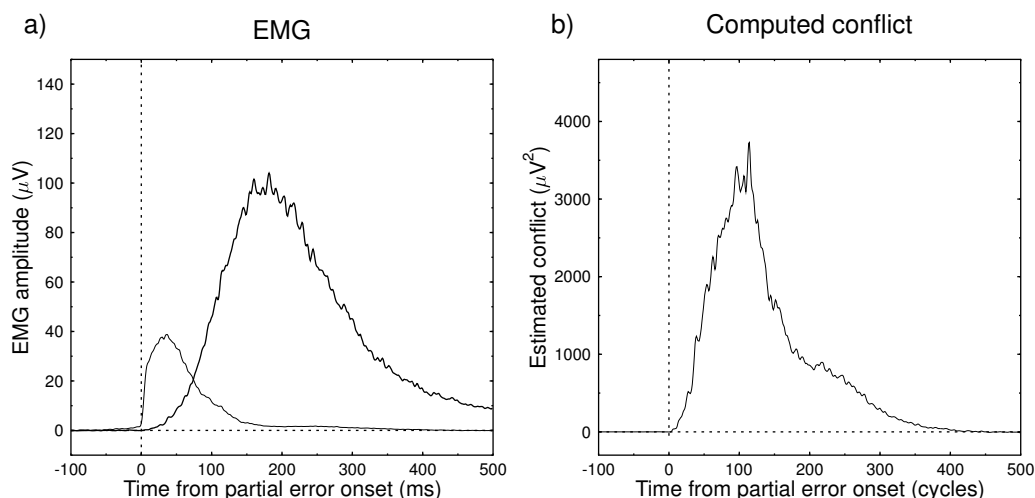 a)
EMG
EMG amplitude (μV)
140
120
100
80
60
40
20
0
-100 0 100 200 300 400 500
Time from partial error onset (ms)
b)
Computed conflict
Estimated conflict (μV²)
4000
3000
2000
1000
0
-100 0 100 200 300 400 500
Time from partial error onset (cycles)